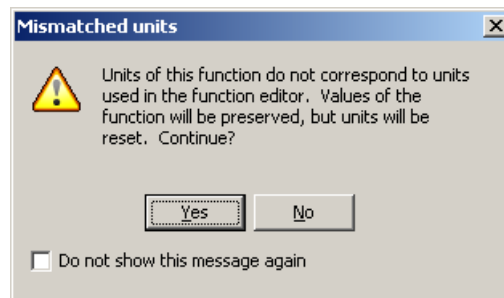 Mismatched units
Units of this function do not correspond to units
used in the function editor.  Values of the
function will be preserved, but units will be
reset.  Continue?
Yes
No
Do not show this message again